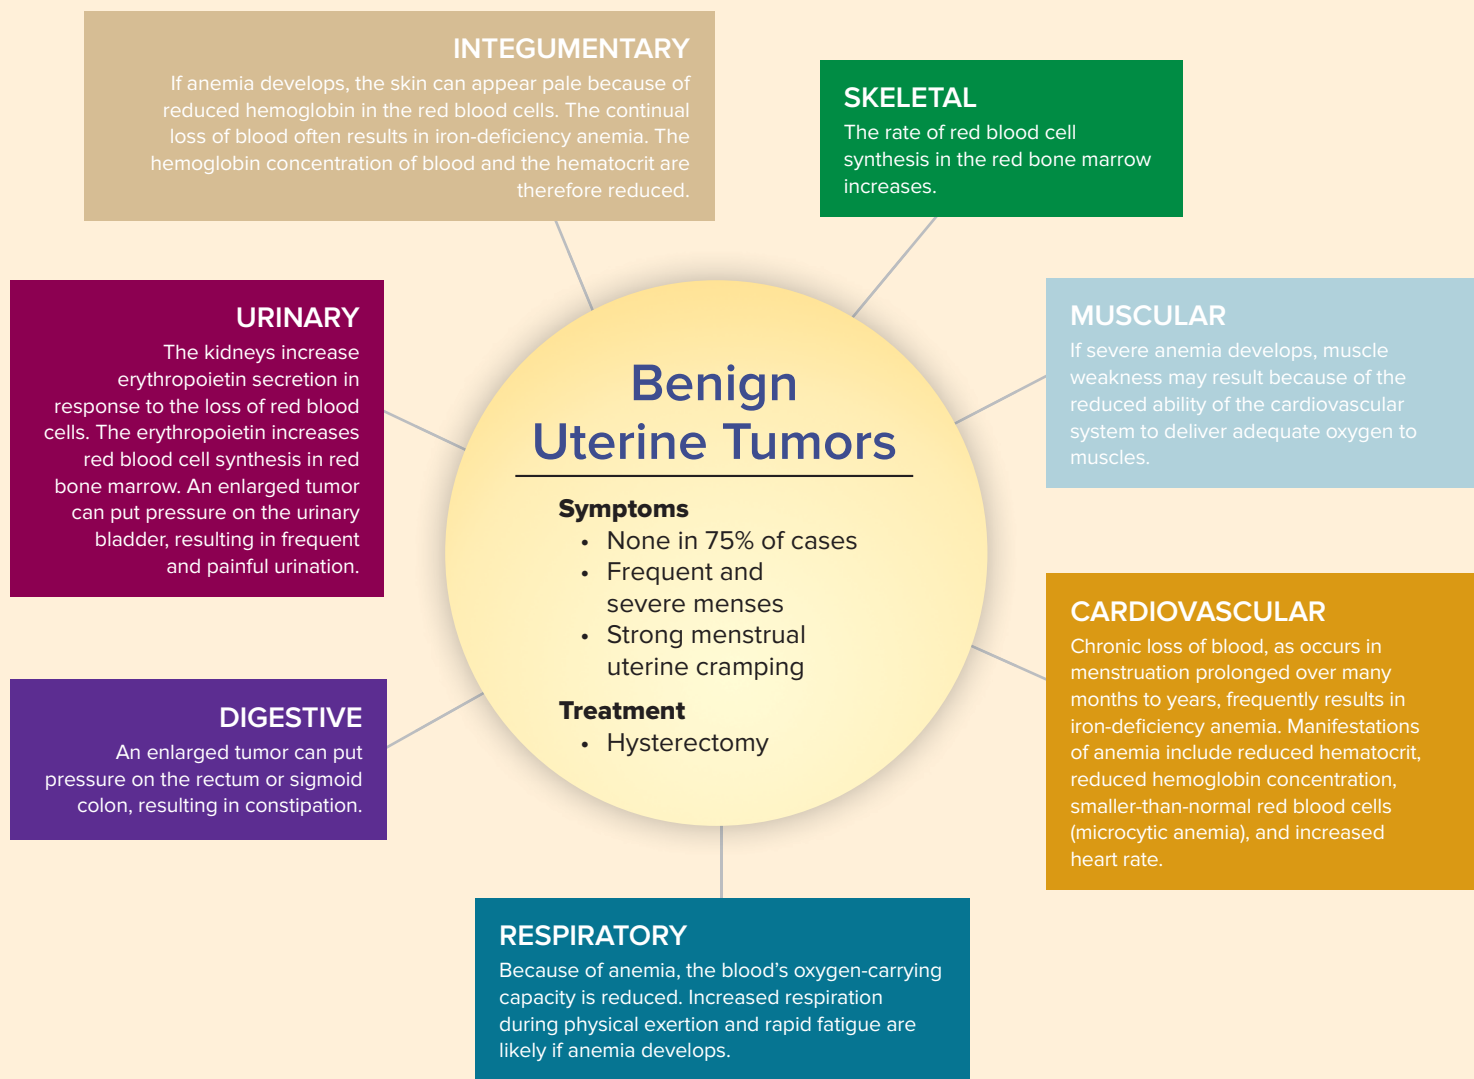 INTEGUMENTARY
If anemia develops, the skin can appear pale because of
reduced hemoglobin in the red blood cells. The continual
loss of blood often results in iron-deficiency anemia. The
hemoglobin concentration of blood and the hematocrit are
therefore reduced.
SKELETAL
The rate of red blood cell
synthesis in the red bone marrow
increases.
URINARY
The kidneys increase
erythropoietin secretion in
response to the loss of red blood
cells. The erythropoietin increases
red blood cell synthesis in red
bone marrow. An enlarged tumor
can put pressure on the urinary
bladder, resulting in frequent
and painful urination.
Benign
Uterine Tumors
Symptoms
• None in 75% of cases
• Frequent and
severe menses
• Strong menstrual
uterine cramping
Treatment
• Hysterectomy
MUSCULAR
If severe anemia develops, muscle
weakness may result because of the
reduced ability of the cardiovascular
system to deliver adequate oxygen to
muscles.
CARDIOVASCULAR
Chronic loss of blood, as occurs in
menstruation prolonged over many
months to years, frequently results in
iron-deficiency anemia. Manifestations
of anemia include reduced hematocrit,
reduced hemoglobin concentration,
smaller-than-normal red blood cells
(microcytic anemia), and increased
heart rate.
DIGESTIVE
An enlarged tumor can put
pressure on the rectum or sigmoid
colon, resulting in constipation.
RESPIRATORY
Because of anemia, the blood's oxygen-carrying
capacity is reduced. Increased respiration
during physical exertion and rapid fatigue are
likely if anemia develops.